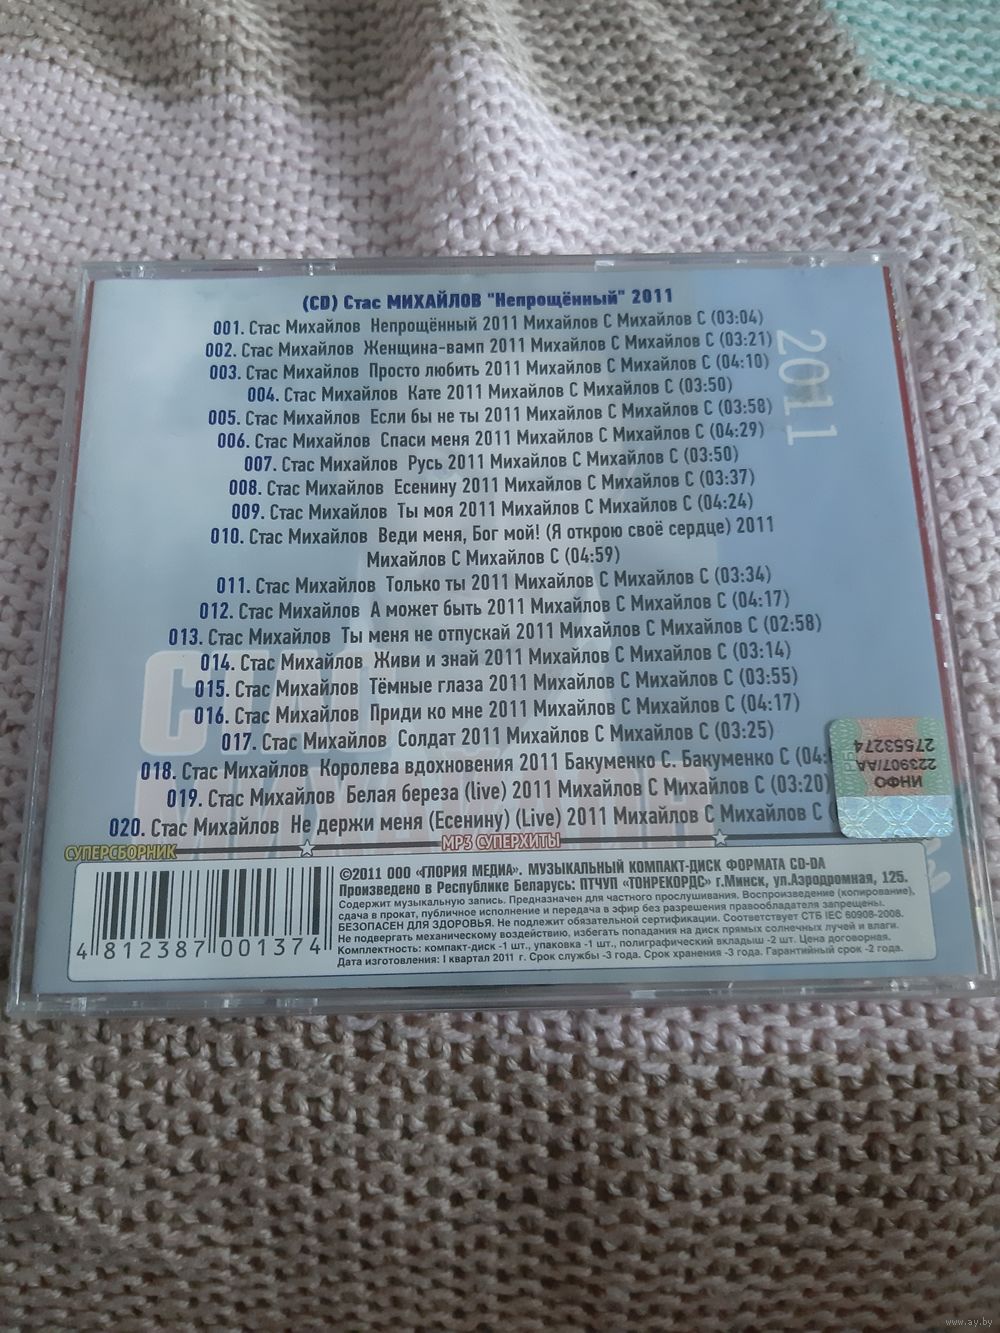 (CD) Стас МИХАЙЛОВ "Непрощённый" 2011
001. Стас Михайлов Непрощённый 2011 Михайлов С Михайлов С (03:04)
002. Стас Михайлов Женщина-вамп 2011 Михайлов С Михайлов С (03:21)
003. Стас Михайлов Просто любить 2011 Михайлов С Михайлов С (04:10)
004. Стас Михайлов Кате 2011 Михайлов С Михайлов С (03:50)
005. Стас Михайлов Если бы не ты 2011 Михайлов С Михайлов С (03:58)
006. Стас Михайлов Спаси меня 2011 Михайлов С Михайлов С (04:29)
007. Стас Михайлов Русь 2011 Михайлов С Михайлов С (03:50)
008. Стас Михайлов Есенину 2011 Михайлов С Михайлов С (03:37)
009. Стас Михайлов Ты моя 2011 Михайлов С Михайлов С (04:24)
010. Стас Михайлов Веди меня, Бог мой! (Я открою своё сердце) 2011
Михайлов С Михайлов С (04:59)
011. Стас Михайлов Только ты 2011 Михайлов С Михайлов С (03:34)
012. Стас Михайлов А может быть 2011 Михайлов С Михайлов С (04:17)
013. Стас Михайлов Ты меня не отпускай 2011 Михайлов С Михайлов С (02:58)
014. Стас Михайлов Живи и знай 2011 Михайлов С Михайлов С (03:14)
015. Стас Михайлов Тёмные глаза 2011 Михайлов С Михайлов С (03:55)
016. Стас Михайлов Приди ко мне 2011 Михайлов С Михайлов С (04:17)
017. Стас Михайлов Солдат 2011 Михайлов С Михайлов С (03:25)
018. Стас Михайлов Королева вдохновения 2011 Бакуменко С. Бакуменко С (04:
019. Стас Михайлов Белая береза (live) 2011 Михайлов С Михайлов С (03:20)
020. Стас Михайлов Не держи меня (Есенину) (Live) 2011 Михайлов С Михайлов С (
2011
СТАС
МИХАЙЛОВ
ИНФО
223907/АА
27553274
СУПЕРСБОРНИК
MP3 СУПЕРХИТЫ
4 812387 001374
©2011 ООО «ГЛОРИЯ МЕДИА». МУЗЫКАЛЬНЫЙ КОМПАКТ-ДИСК ФОРМАТА CD-DA
Произведено в Республике Беларусь: ПТЧУП «ТОНРЕКОРДС» г.Минск, ул.Аэродромная, 125.
Содержит музыкальную запись. Предназначен для частного прослушивания. Воспроизведение (копирование),
сдача в прокат, публичное исполнение и передача в эфир без разрешения правообладателя запрещены.
БЕЗОПАСЕН ДЛЯ ЗДОРОВЬЯ. Не подлежит обязательной сертификации. Соответствует СТБ IEC 60908-2008.
Не подвергать механическому воздействию, избегать попадания на диск прямых солнечных лучей и влаги.
Комплектность: компакт-диск -1 шт., упаковка -1 шт., полиграфический вкладыш -2 шт. Цена договорная.
Дата изготовления: I квартал 2011 г. Срок службы -3 года. Срок хранения -3 года. Гарантийный срок -2 года.
www.ay.by